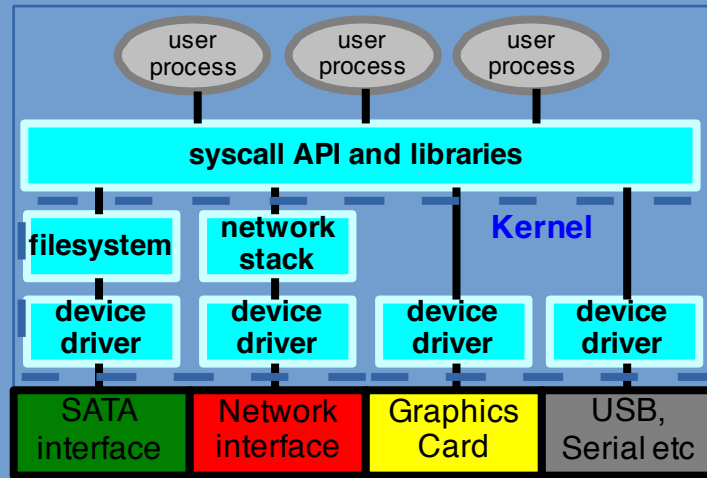 user
process
user
process
user
process
syscall API and libraries
Kernel
filesystem
network
stack
device
driver
device
driver
device
driver
device
driver
SATA
interface
Network
interface
Graphics
Card
USB,
Serial etc